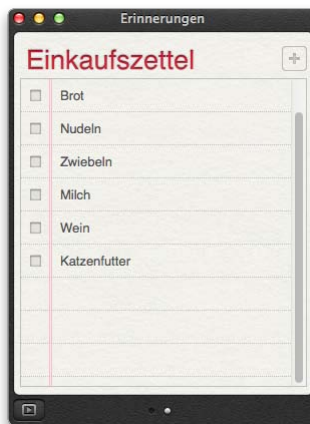 Erinnerungen
Einkaufszettel
Brot
Nudeln
Zwiebeln
Milch
Wein
Katzenfutter